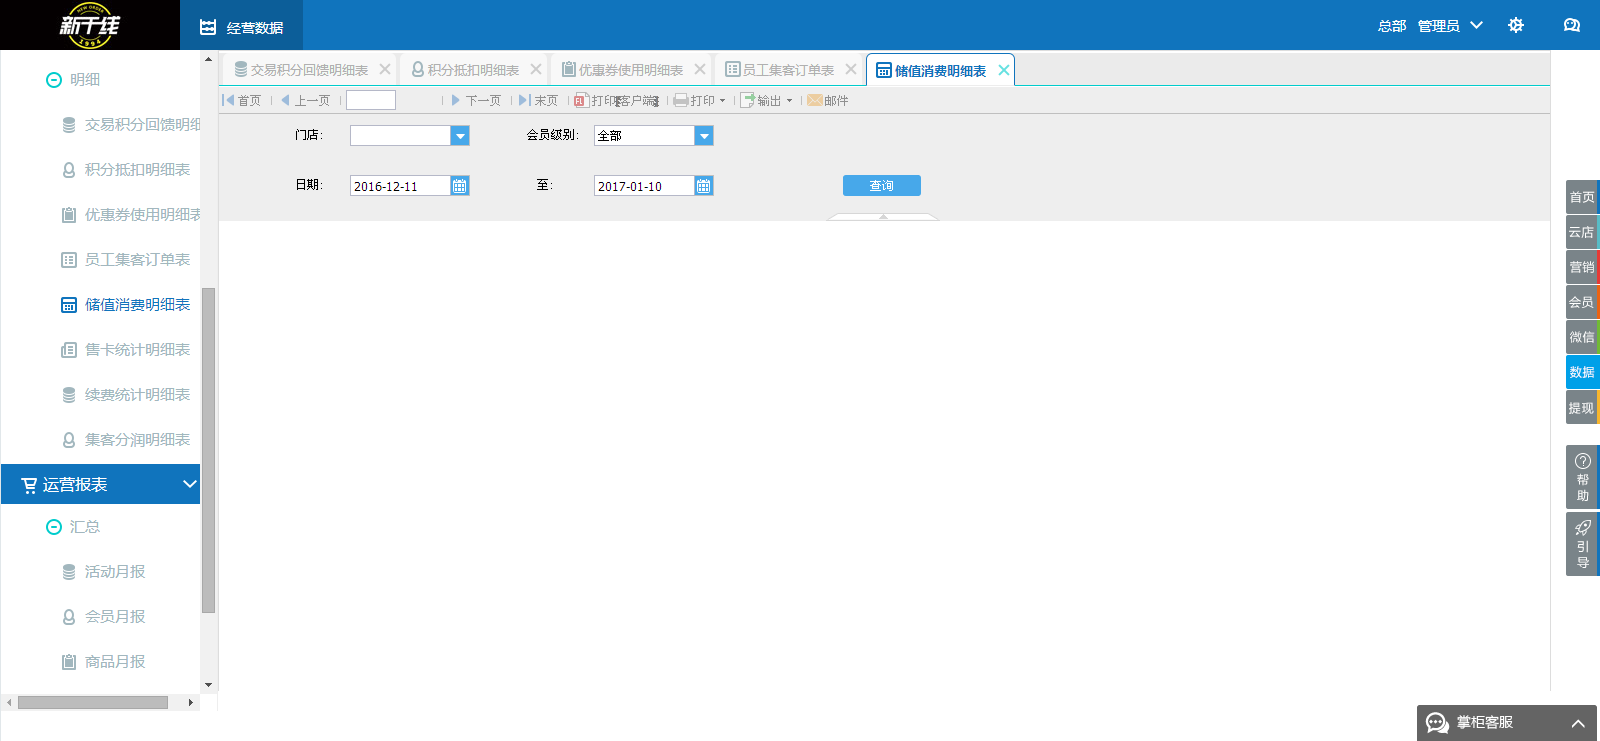 NEW ORDER
新干线
1994
经营数据
总部 管理员
明细
交易积分回馈明细
积分抵扣明细表
优惠券使用明细表
员工集客订单表
储值消费明细表
售卡统计明细表
续费统计明细表
集客分润明细表
运营报表
汇总
活动月报
会员月报
商品月报
交易积分回馈明细表
积分抵扣明细表
优惠券使用明细表
员工集客订单表
储值消费明细表
首页 上一页 下一页 末页 打印[客户端] 打印 输出 邮件
门店: 会员级别: 全部
日期: 2016-12-11 至: 2017-01-10 查询
首页
云店
营销
会员
微信
数据
提现
帮助
引导
掌柜客服